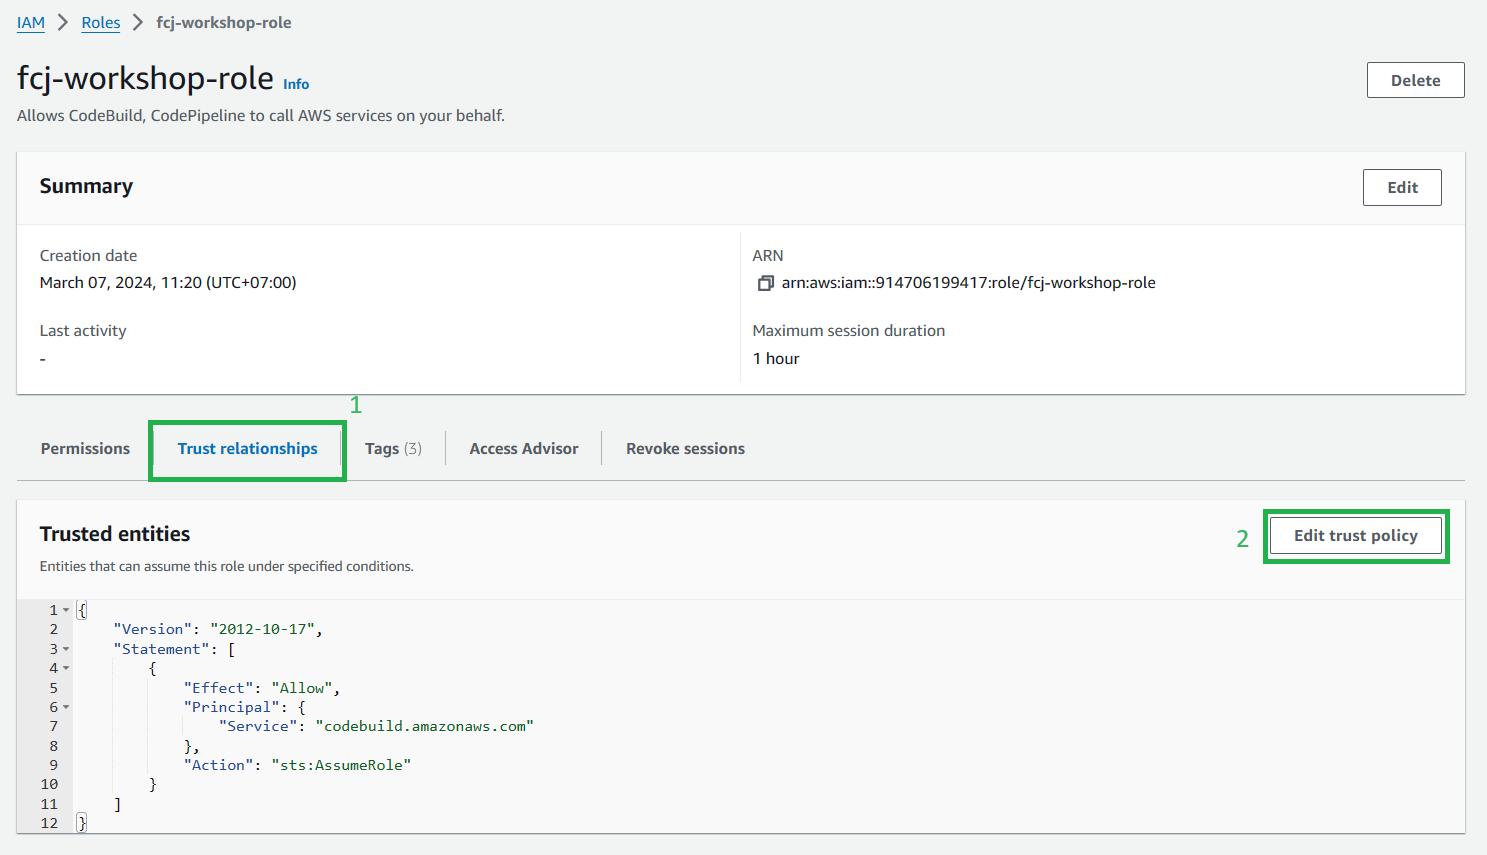 IAM > Roles > fcj-workshop-role
fcj-workshop-role Info
Delete
Allows CodeBuild, CodePipeline to call AWS services on your behalf.
Summary
Edit
Creation date
March 07, 2024, 11:20 (UTC+07:00)
ARN
arn:aws:iam::914706199417:role/fcj-workshop-role
Last activity
-
Maximum session duration
1 hour
1
Permissions
Trust relationships
Tags (3)
Access Advisor
Revoke sessions
Trusted entities
2
Edit trust policy
Entities that can assume this role under specified conditions.
1 {
2     "Version": "2012-10-17",
3     "Statement": [
4         {
5             "Effect": "Allow",
6             "Principal": {
7                 "Service": "codebuild.amazonaws.com"
8             },
9             "Action": "sts:AssumeRole"
10         }
11     ]
12 }